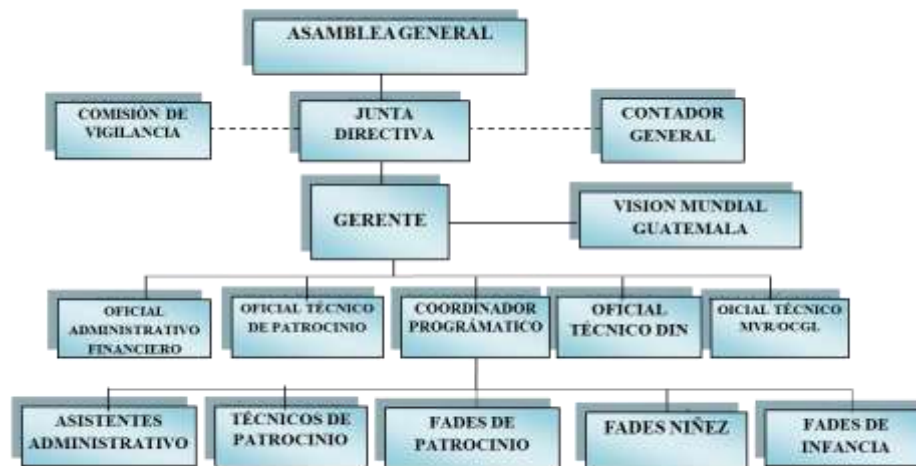 ASAMBLEA GENERAL
COMISIÓN DE
VIGILANCIA
JUNTA
DIRECTIVA
CONTADOR
GENERAL
GERENTE
VISION MUNDIAL
GUATEMALA
OFICIAL
ADMINISTRATIVO
FINANCIERO
OFICIAL TÉCNICO
DE PATROCINIO
COORDINADOR
PROGRÁMATICO
OFICIAL
TÉCNICO DIN
OICIAL TÉCNICO
MVR/OCGL
ASISTENTES
ADMINISTRATIVO
TÉCNICOS DE
PATROCINIO
FADES DE
PATROCINIO
FADES NIÑEZ
FADES DE
INFANCIA